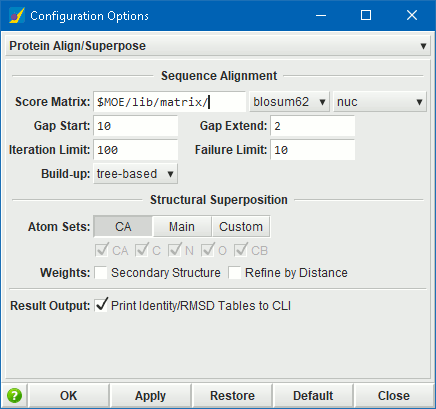 Configuration Options
Protein Align/Superpose
Sequence Alignment
Score Matrix: $MOE/lib/matrix/ blosum62 nuc
Gap Start: 10 Gap Extend: 2
Iteration Limit: 100 Failure Limit: 10
Build-up: tree-based
Structural Superposition
Atom Sets: CA Main Custom
CA C N O CB
Weights: Secondary Structure Refine by Distance
Result Output: Print Identity/RMSD Tables to CLI
? OK Apply Restore Default Close